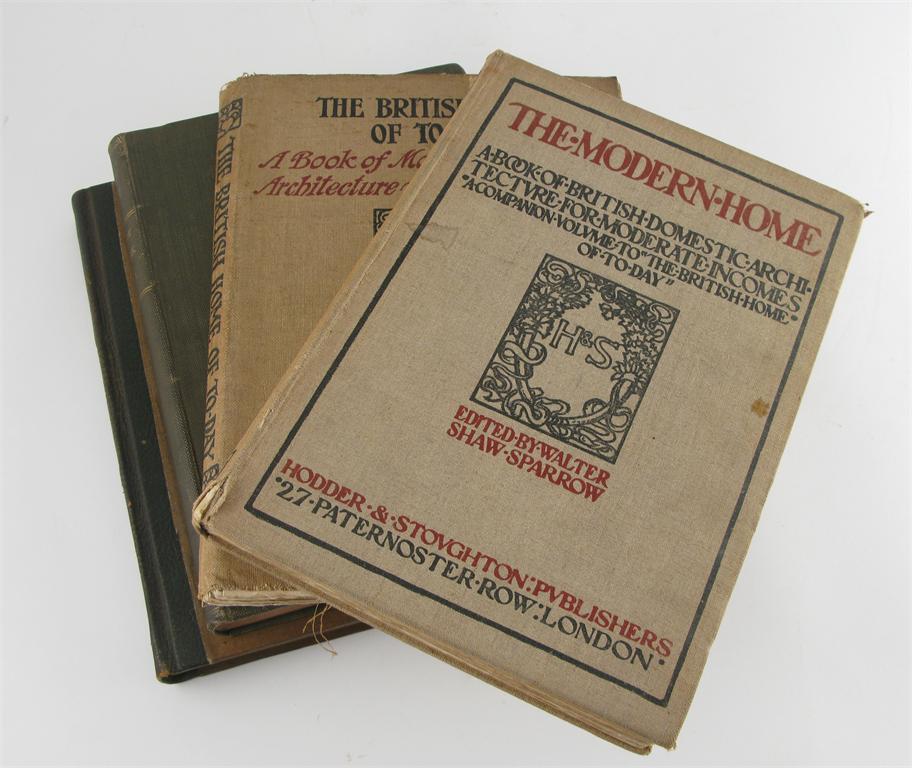 THE·MODERN·HOME
A·BOOK·OF·BRITISH·DOMESTIC·ARCHI·
TECTVRE·FOR·MODERATE·INCOMES
·A·COMPANION·VOLVME·TO·"THE·BRITISH·HOME·
OF·TO·DAY"
H&S
EDITED·BY·WALTER
SHAW·SPARROW
HODDER·&·STOVGHTON:PVBLISHERS
·27·PATERNOSTER·ROW:LONDON·
THE BRITISH
OF TO
A Book of Mo
Architecture
THE BRITISH HOME OF TO-DAY